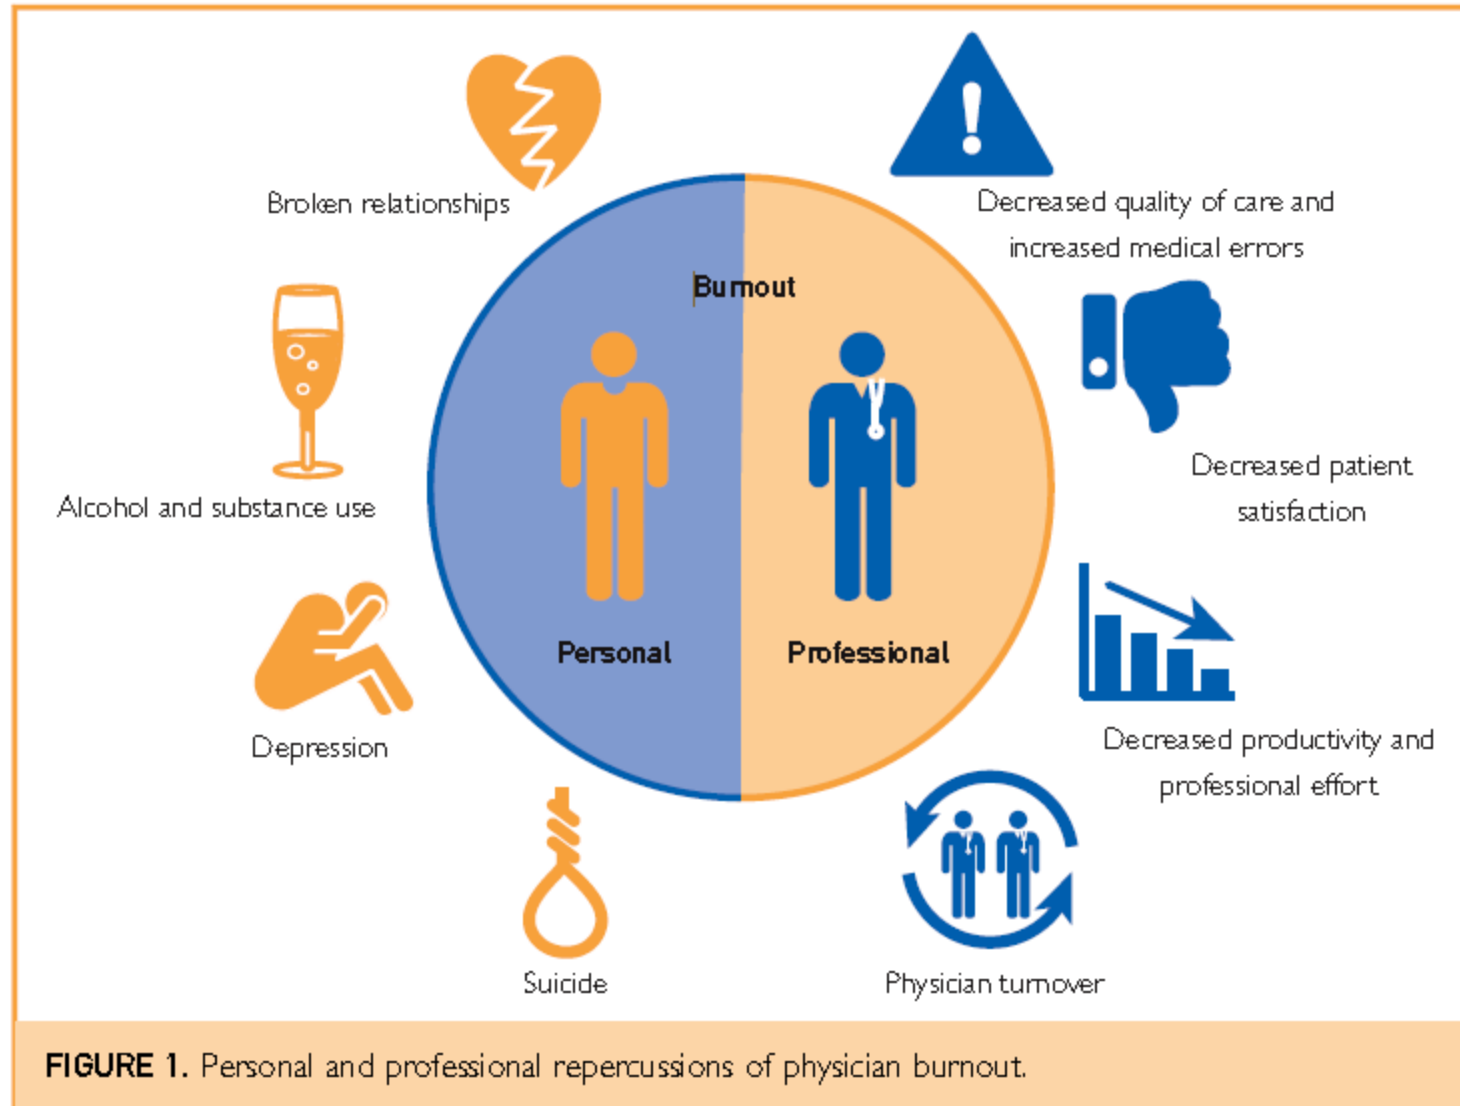 Broken relationships
Decreased quality of care and
increased medical errors
Burnout
Alcohol and substance use
Decreased patient
satisfaction
Personal
Professional
Depression
Decreased productivity and
professional effort
Suicide
Physician turnover
FIGURE 1. Personal and professional repercussions of physician burnout.